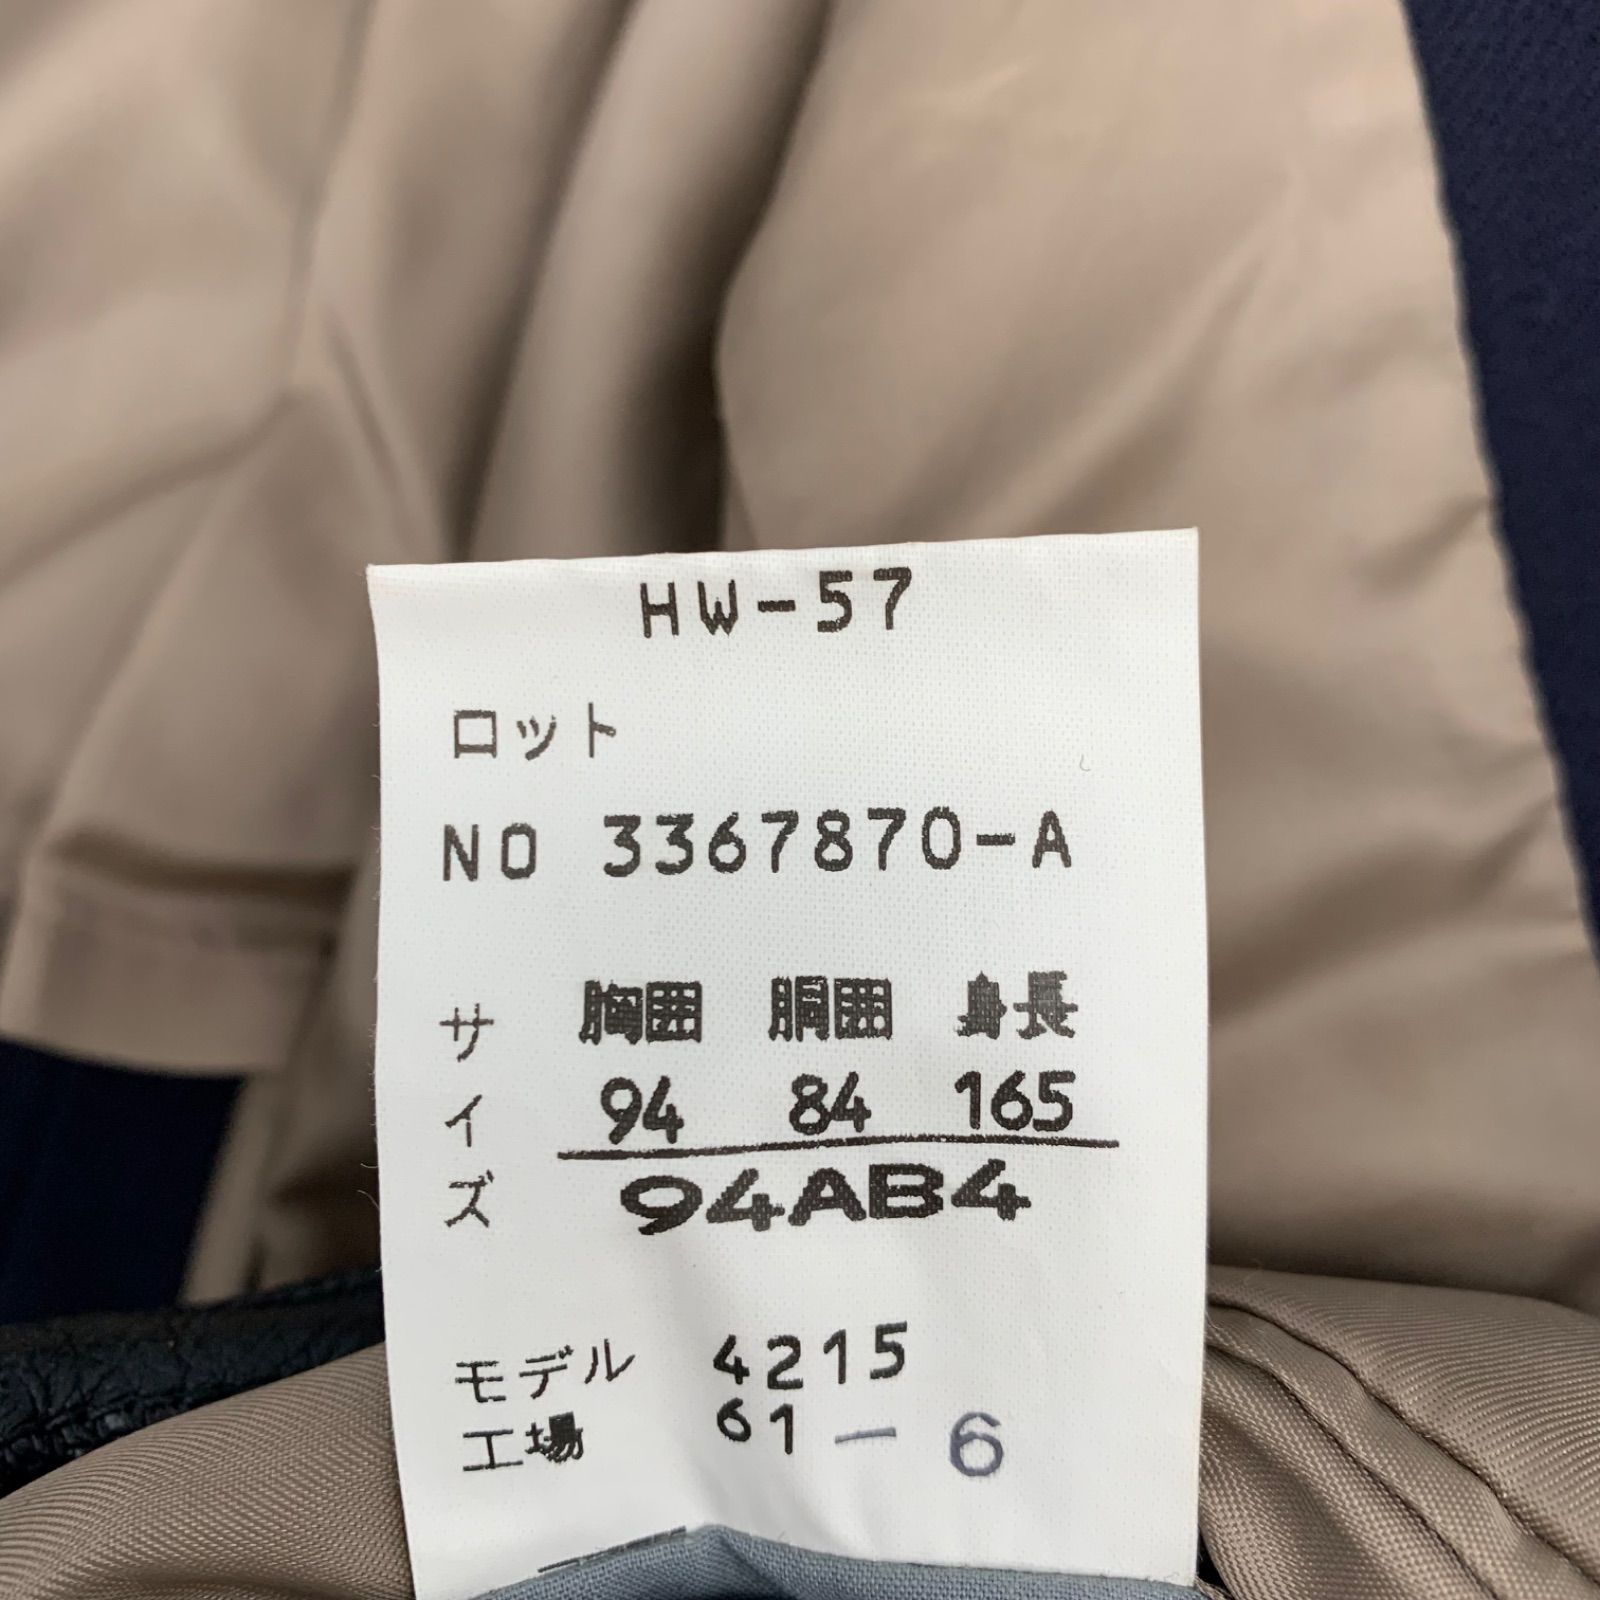 HW-57
ロット
NO 3367870-A
サイズ
胸囲 胴囲 身長
94 84 165
94AB4
モデル 4215
工場 61-6